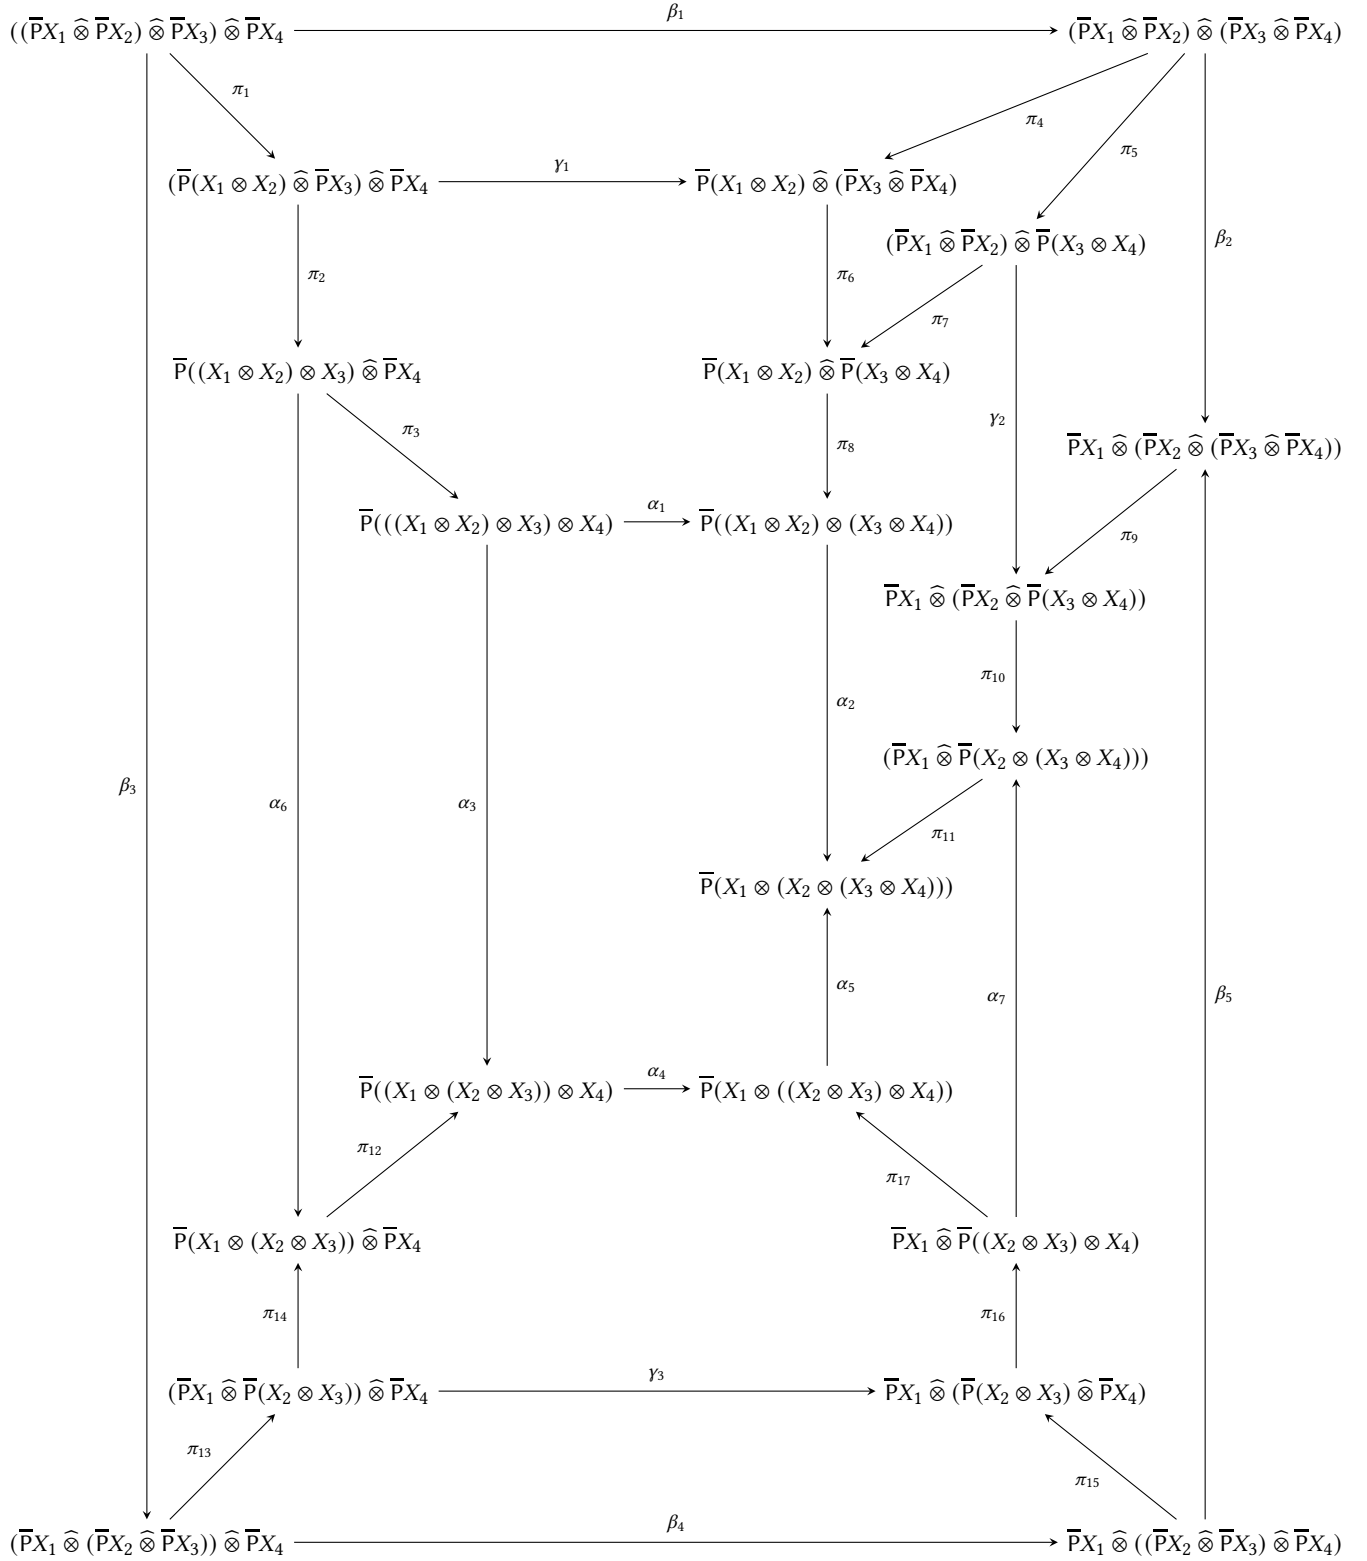 ((P̅X₁ ⊗̂ P̅X₂) ⊗̂ P̅X₃) ⊗̂ P̅X₄ β₁ (P̅X₁ ⊗̂ P̅X₂) ⊗̂ (P̅X₃ ⊗̂ P̅X₄)
π₁
π₄
π₅
(P̅(X₁ ⊗ X₂) ⊗̂ P̅X₃) ⊗̂ P̅X₄ γ₁ P̅(X₁ ⊗ X₂) ⊗̂ (P̅X₃ ⊗̂ P̅X₄)
(P̅X₁ ⊗̂ P̅X₂) ⊗̂ P̅(X₃ ⊗ X₄) β₂
π₂ π₆
π₇
P̅((X₁ ⊗ X₂) ⊗ X₃) ⊗̂ P̅X₄ P̅(X₁ ⊗ X₂) ⊗̂ P̅(X₃ ⊗ X₄)
γ₂
π₃ π₈
P̅X₁ ⊗̂ (P̅X₂ ⊗̂ (P̅X₃ ⊗̂ P̅X₄))
P̅(((X₁ ⊗ X₂) ⊗ X₃) ⊗ X₄) α₁ P̅((X₁ ⊗ X₂) ⊗ (X₃ ⊗ X₄))
π₉
P̅X₁ ⊗̂ (P̅X₂ ⊗̂ P̅(X₃ ⊗ X₄))
π₁₀
α₂
(P̅X₁ ⊗̂ P̅(X₂ ⊗ (X₃ ⊗ X₄)))
β₃ α₆ α₃
π₁₁
P̅(X₁ ⊗ (X₂ ⊗ (X₃ ⊗ X₄)))
α₅ α₇ β₅
P̅((X₁ ⊗ (X₂ ⊗ X₃)) ⊗ X₄) α₄ P̅(X₁ ⊗ ((X₂ ⊗ X₃) ⊗ X₄))
π₁₂
π₁₇
P̅(X₁ ⊗ (X₂ ⊗ X₃)) ⊗̂ P̅X₄ P̅X₁ ⊗̂ P̅((X₂ ⊗ X₃) ⊗ X₄)
π₁₄ π₁₆
(P̅X₁ ⊗̂ P̅(X₂ ⊗ X₃)) ⊗̂ P̅X₄ γ₃ P̅X₁ ⊗̂ (P̅(X₂ ⊗ X₃) ⊗̂ P̅X₄)
π₁₃
π₁₅
(P̅X₁ ⊗̂ (P̅X₂ ⊗̂ P̅X₃)) ⊗̂ P̅X₄ β₄ P̅X₁ ⊗̂ ((P̅X₂ ⊗̂ P̅X₃) ⊗̂ P̅X₄)